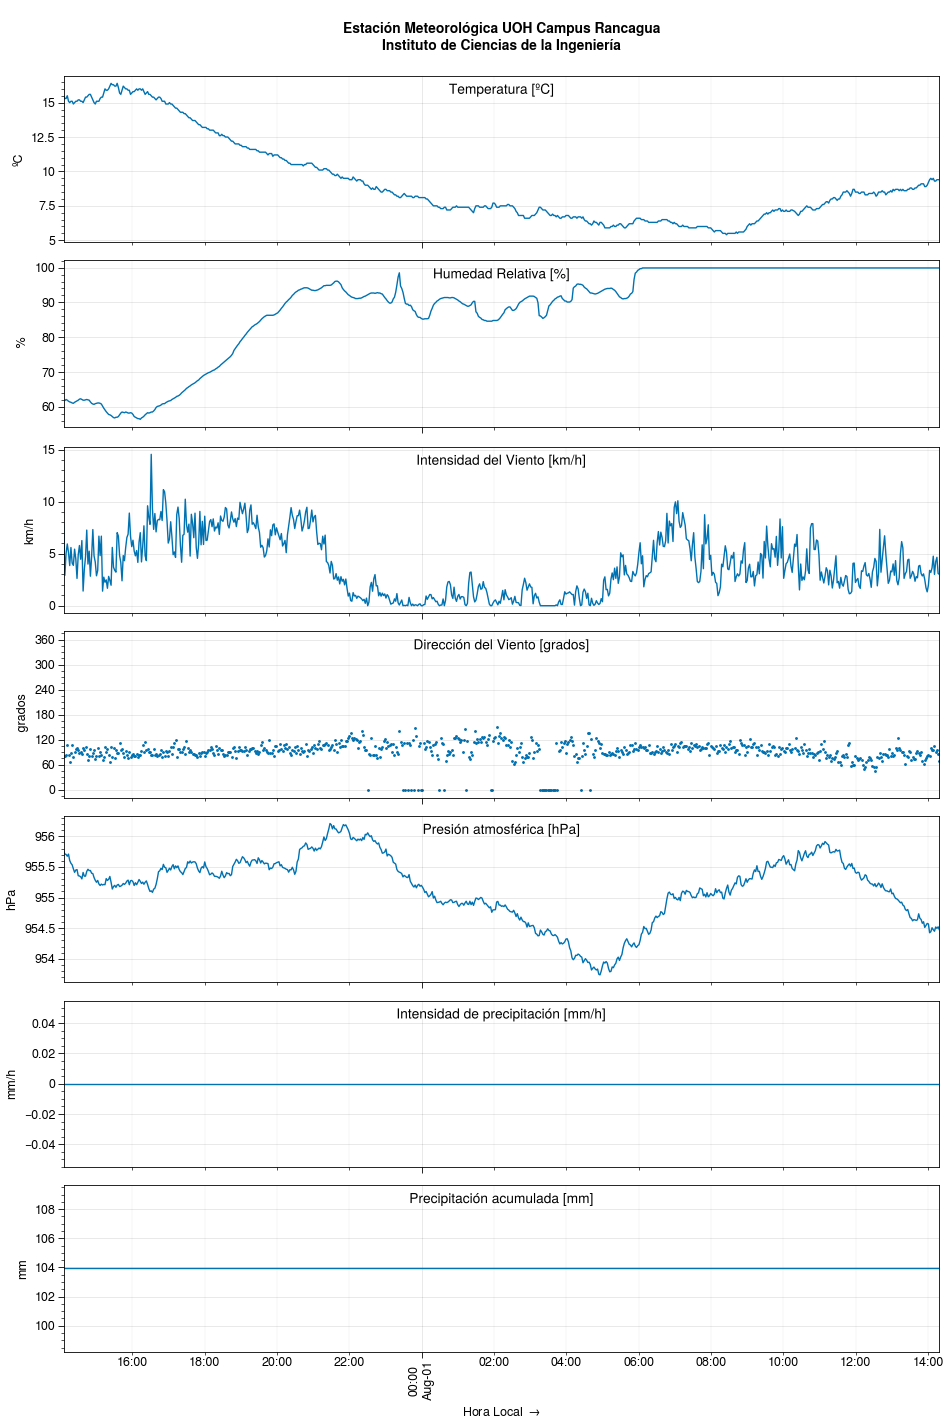 Estación Meteorológica UOH Campus Rancagua
Instituto de Ciencias de la Ingeniería
Temperatura [ºC]
15
12.5
10
7.5
5
ºC
Humedad Relativa [%]
100
90
80
70
60
%
Intensidad del Viento [km/h]
15
10
5
0
km/h
Dirección del Viento [grados]
360
300
240
180
120
60
0
grados
Presión atmosférica [hPa]
956
955.5
955
954.5
954
hPa
Intensidad de precipitación [mm/h]
0.04
0.02
0
−0.02
−0.04
mm/h
Precipitación acumulada [mm]
108
106
104
102
100
mm
16:00 18:00 20:00 22:00 00:00 02:00 04:00 06:00 08:00 10:00 12:00 14:00
Aug-01
Hora Local →